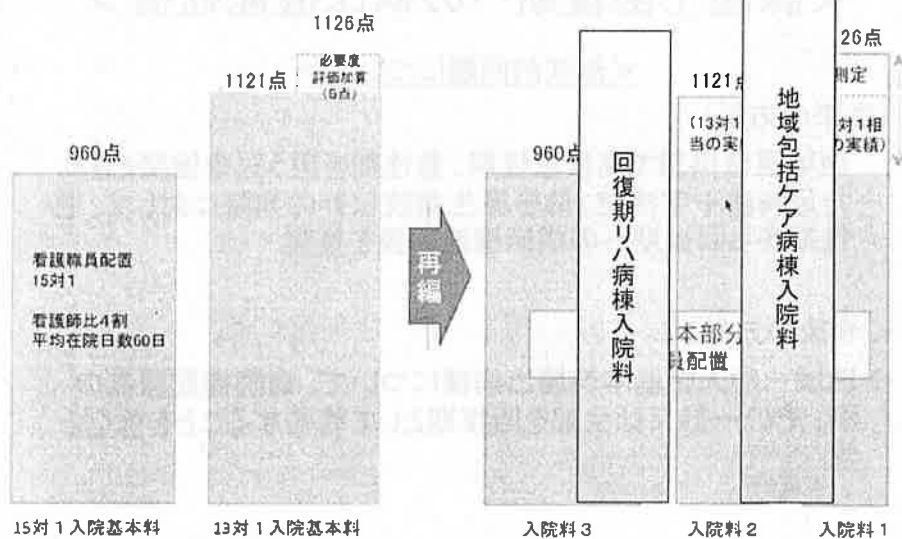 1126点
必要度
評価加算
(5点)
1121点
960点
看護職員配置
15対1
看護師比4割
平均在院日数60日
15対1入院基本料
13対1入院基本料
再編
960点
回復期リハ病棟入院料
1121点
(13対1
当の実
地域包括ケア病棟入院料
26点
測定
対1相
の実績)
本部分
員配置
入院料3
入院料2
入院料1